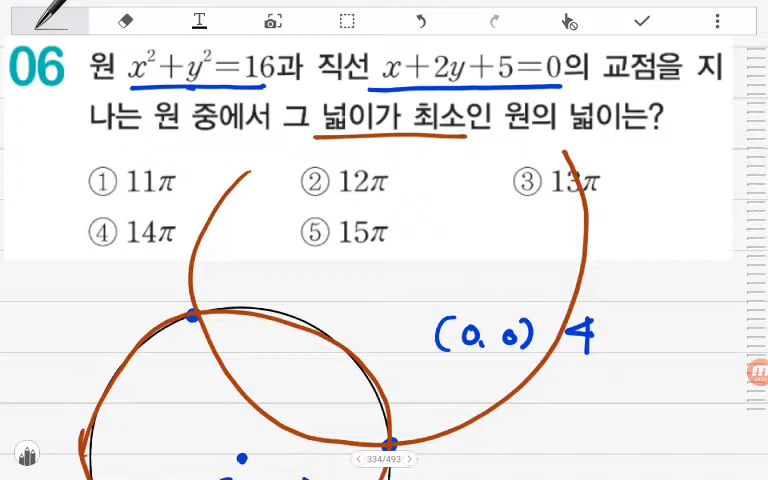 06 원 x²+y²=16과 직선 x+2y+5=0의 교점을 지
나는 원 중에서 그 넓이가 최소인 원의 넓이는?
① 11π ② 12π ③ 13π
④ 14π ⑤ 15π
(0, 0) 4
334/493